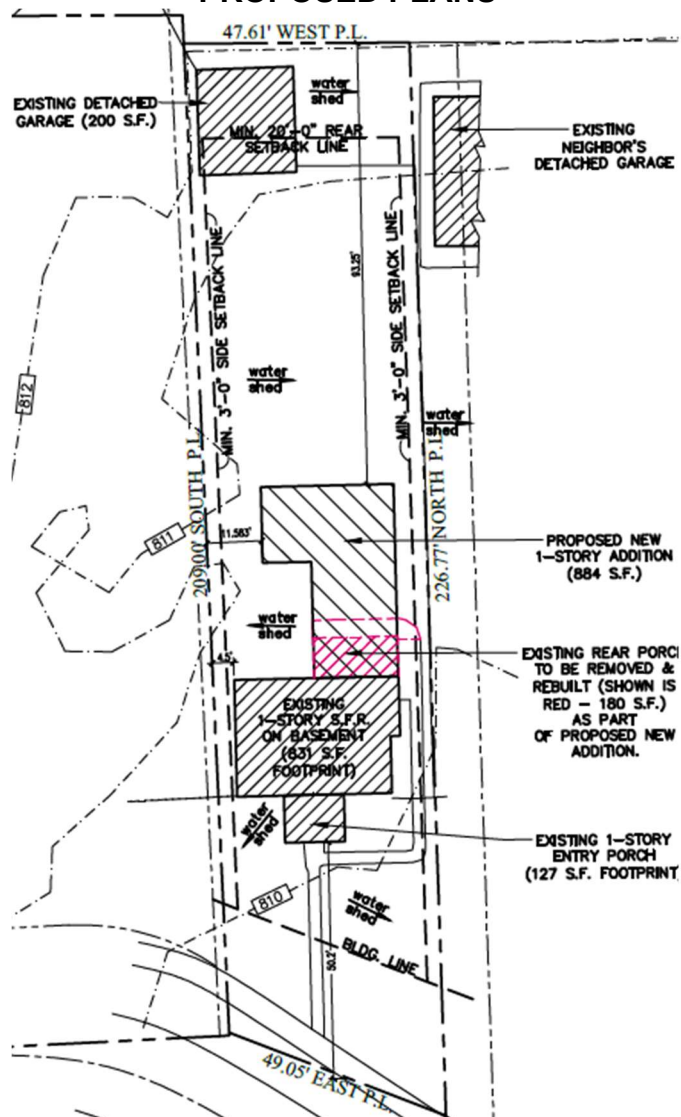 PROPOSED PLANS
47.61' WEST P.L.
EXISTING DETACHED
GARAGE (200 S.F.)
water
shed
MIN. 20'-0" REAR
SETBACK LINE
EXISTING
NEIGHBOR'S
DETACHED GARAGE
MIN. 3'-0" SIDE SETBACK LINE
93.25'
MIN. 3'-0" SIDE SETBACK LINE
812
water
shed
water
shed
209.00' SOUTH P.L.
226.77' NORTH P.L.
811
11.583'
PROPOSED NEW
1-STORY ADDITION
(884 S.F.)
water
shed
4.5'
EXISTING REAR PORC
TO BE REMOVED &
REBUILT (SHOWN IS
RED - 180 S.F.)
AS PART
OF PROPOSED NEW
ADDITION.
EXISTING
1-STORY S.F.R.
ON BASEMENT
(831 S.F.
FOOTPRINT)
water
shed
EXISTING 1-STORY
ENTRY PORCH
(127 S.F. FOOTPRINT)
810
water
shed
BLDG. LINE
50.2'
49.05' EAST P.L.